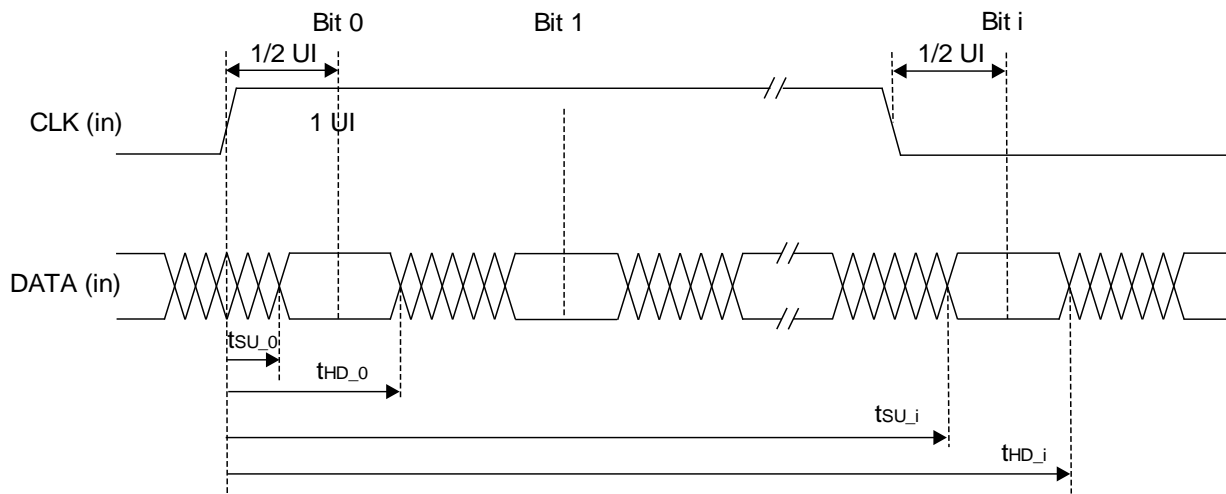 Bit 0
Bit 1
Bit i
1/2 UI
1/2 UI
CLK (in)
1 UI
DATA (in)
tSU_0
tHD_0
tSU_i
tHD_i